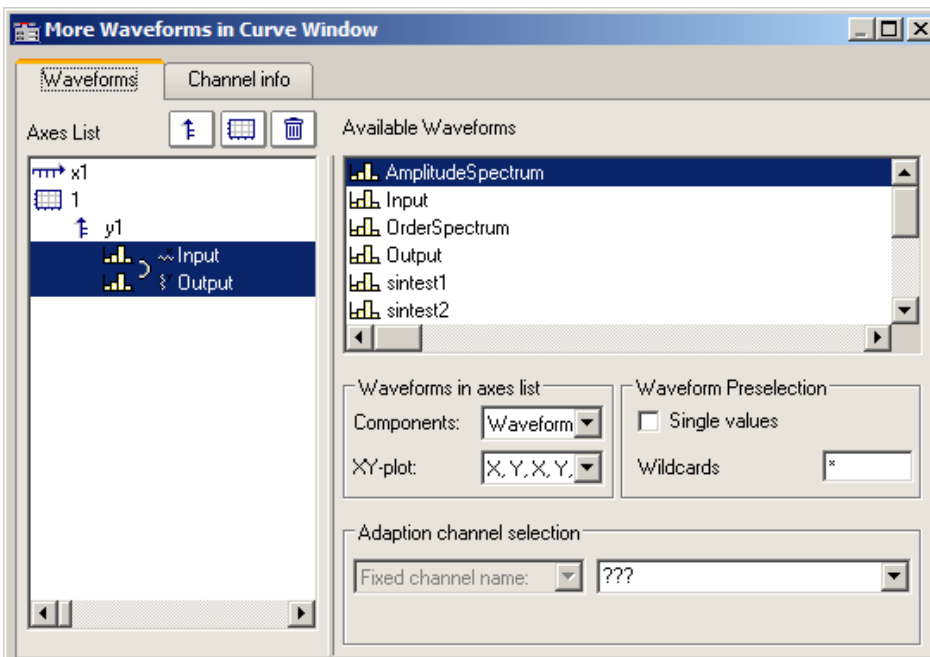 More Waveforms in Curve Window
Waveforms Channel info
Axes List
Available Waveforms
x1
1
y1
Input
Output
AmplitudeSpectrum
Input
OrderSpectrum
Output
sintest1
sintest2
Waveforms in axes list
Components: Waveform
XY-plot: X, Y, X, Y,
Waveform Preselection
Single values
Wildcards *
Adaption channel selection
Fixed channel name: ???